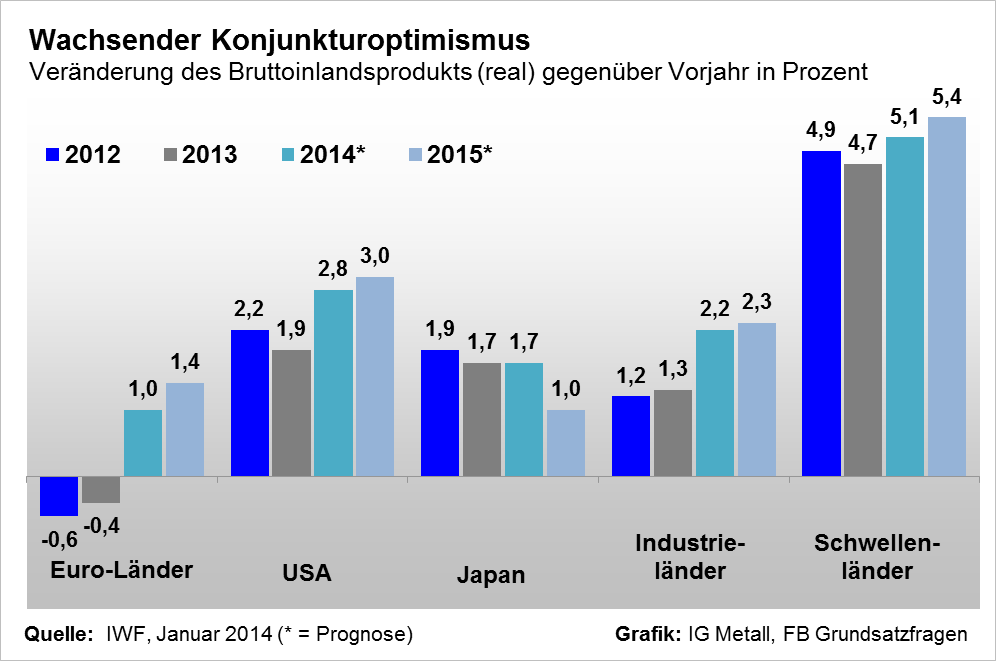 Wachsender Konjunkturoptimismus
Veränderung des Bruttoinlandsprodukts (real) gegenüber Vorjahr in Prozent
2012 2013 2014* 2015*
-0,6 -0,4 1,0 1,4
2,2 1,9 2,8 3,0
1,9 1,7 1,7 1,0
1,2 1,3 2,2 2,3
4,9 4,7 5,1 5,4
Euro-Länder
USA
Japan
Industrie-
länder
Schwellen-
länder
Quelle: IWF, Januar 2014 (* = Prognose)
Grafik: IG Metall, FB Grundsatzfragen